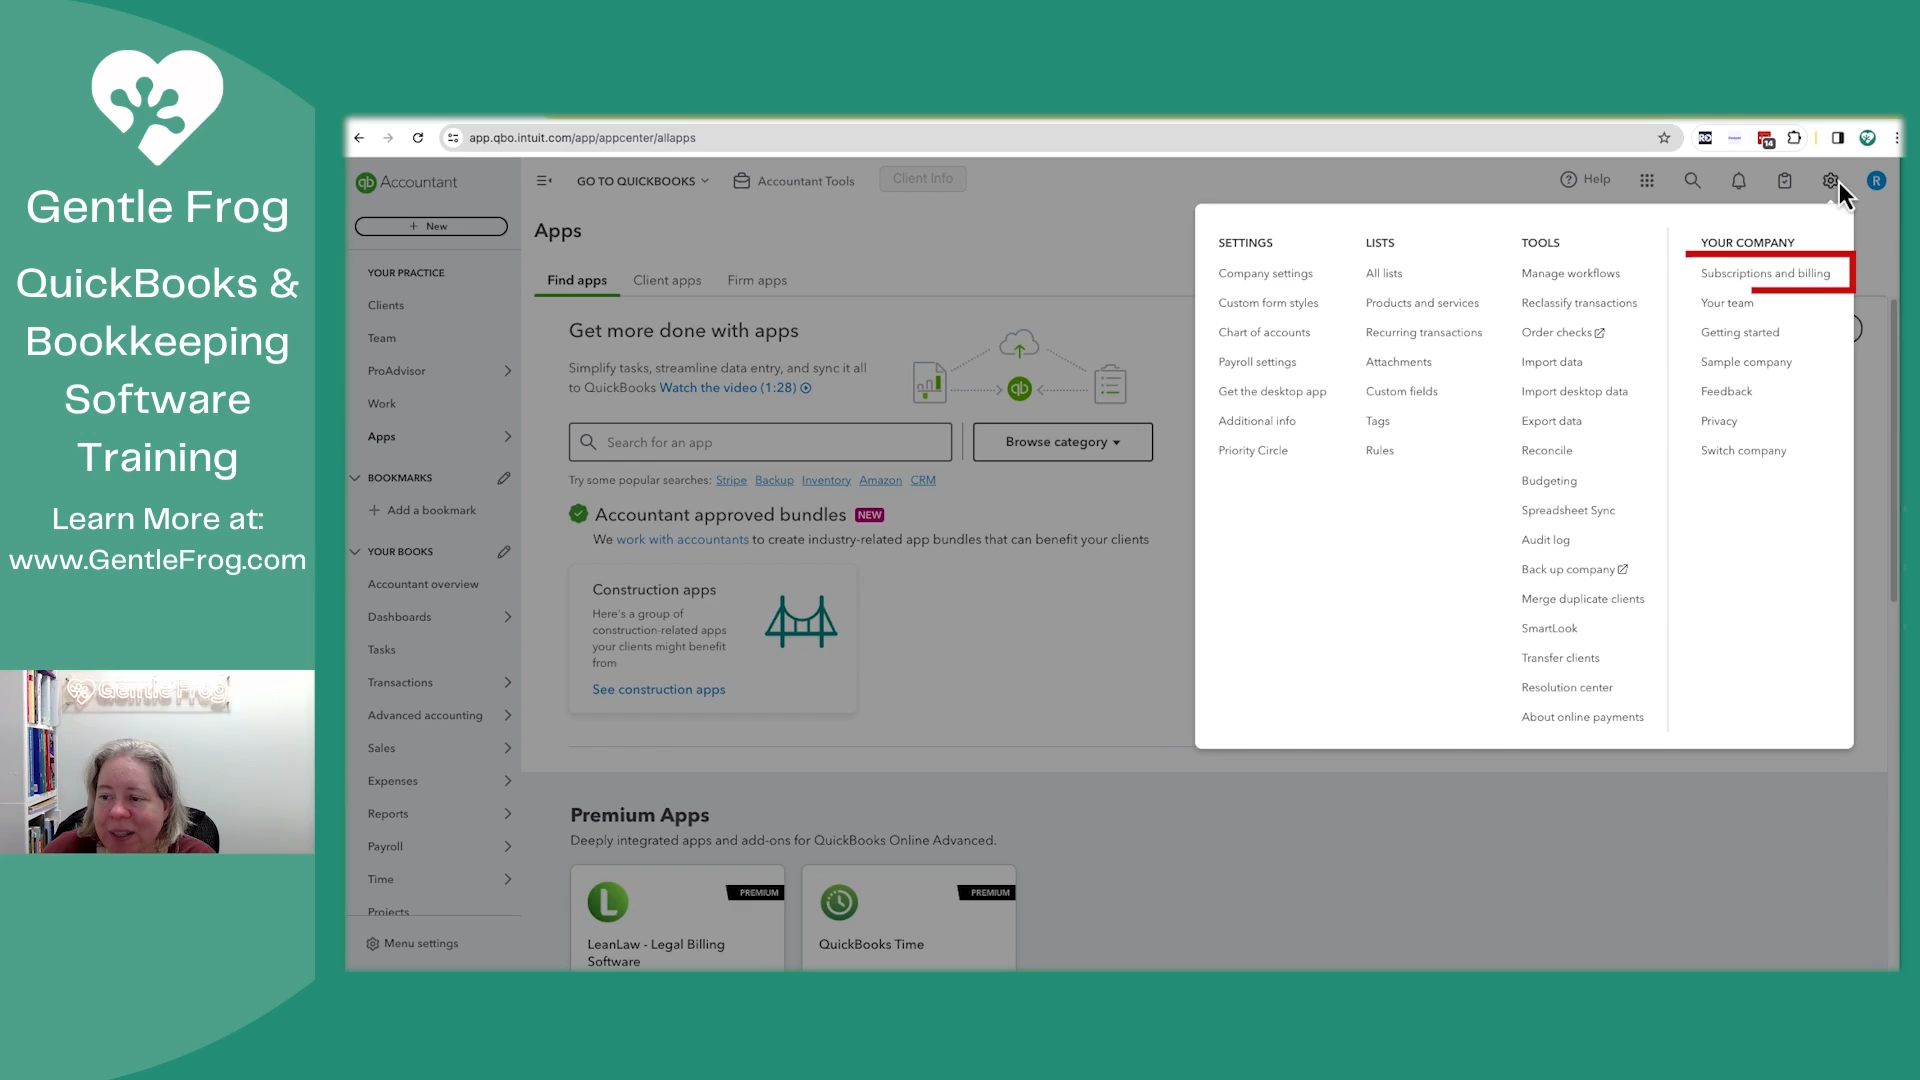 Gentle Frog
QuickBooks &
Bookkeeping
Software
Training
Learn More at:
www.GentleFrog.com
Gentle Frog
app.qbo.intuit.com/app/appcenter/allapps
14
qb Accountant
GO TO QUICKBOOKS
Accountant Tools
Client Info
Help
R
+ New
YOUR PRACTICE
Clients
Team
ProAdvisor
Work
Apps
BOOKMARKS
+ Add a bookmark
YOUR BOOKS
Accountant overview
Dashboards
Tasks
Transactions
Advanced accounting
Sales
Expenses
Reports
Payroll
Time
Projects
Menu settings
Apps
Find apps
Client apps
Firm apps
Get more done with apps
Simplify tasks, streamline data entry, and sync it all
to QuickBooks Watch the video (1:28)
qb
Search for an app
Browse category
Try some popular searches: Stripe Backup Inventory Amazon CRM
Accountant approved bundles NEW
We work with accountants to create industry-related app bundles that can benefit your clients
Construction apps
Here's a group of
construction-related apps
your clients might benefit
from
See construction apps
Premium Apps
Deeply integrated apps and add-ons for QuickBooks Online Advanced.
L
PREMIUM
LeanLaw - Legal Billing
Software
PREMIUM
QuickBooks Time
SETTINGS
Company settings
Custom form styles
Chart of accounts
Payroll settings
Get the desktop app
Additional info
Priority Circle
LISTS
All lists
Products and services
Recurring transactions
Attachments
Custom fields
Tags
Rules
TOOLS
Manage workflows
Reclassify transactions
Order checks
Import data
Import desktop data
Export data
Reconcile
Budgeting
Spreadsheet Sync
Audit log
Back up company
Merge duplicate clients
SmartLook
Transfer clients
Resolution center
About online payments
YOUR COMPANY
Subscriptions and billing
Your team
Getting started
Sample company
Feedback
Privacy
Switch company